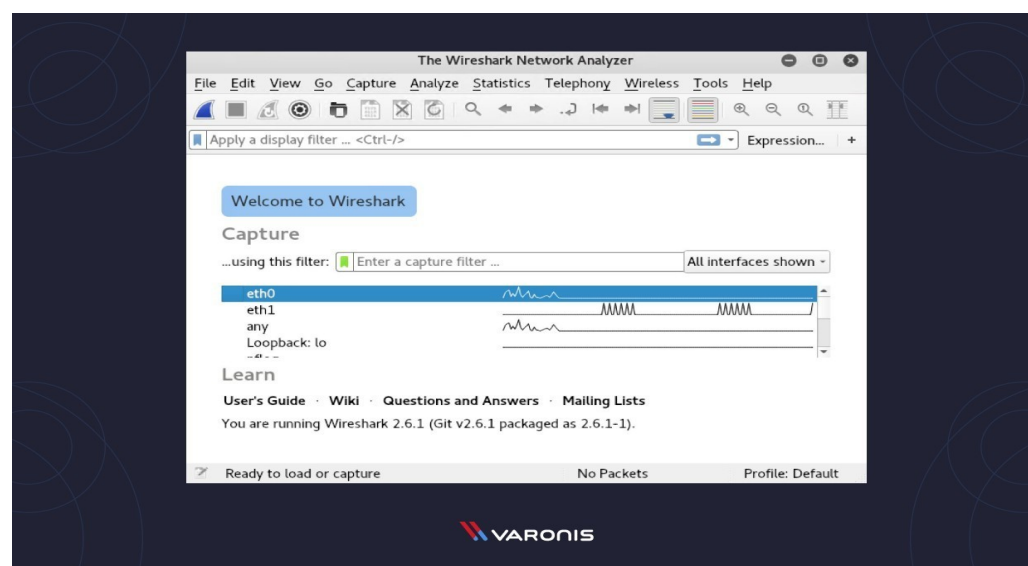 The Wireshark Network Analyzer
File Edit View Go Capture Analyze Statistics Telephony Wireless Tools Help
Apply a display filter ... <Ctrl-/> Expression... +
Welcome to Wireshark
Capture
...using this filter: Enter a capture filter ... All interfaces shown
eth0
eth1
any
Loopback: lo
Learn
User's Guide · Wiki · Questions and Answers · Mailing Lists
You are running Wireshark 2.6.1 (Git v2.6.1 packaged as 2.6.1-1).
Ready to load or capture No Packets Profile: Default
VARONIS